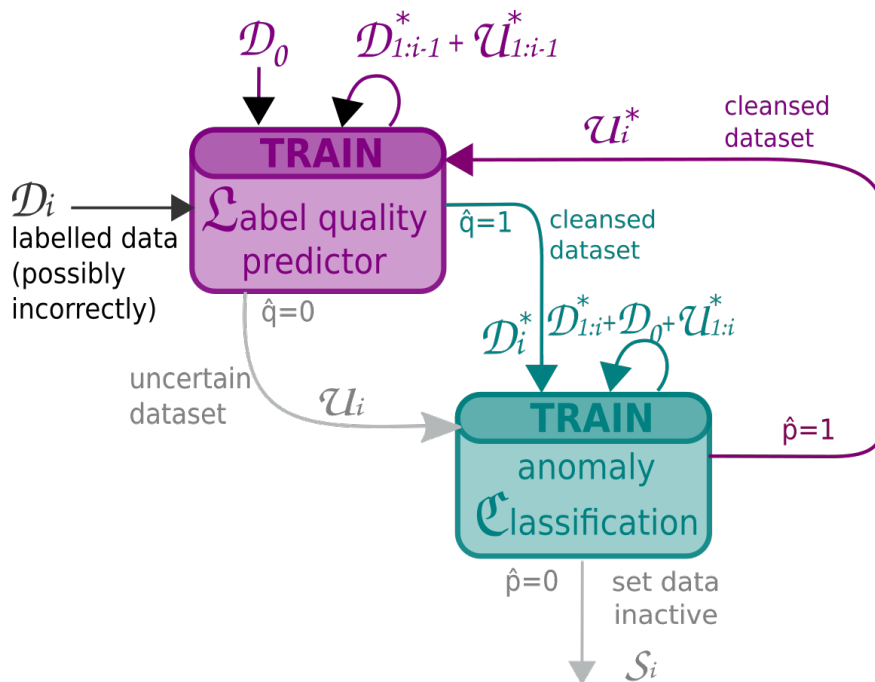 𝒟₀
𝒟*₁:ᵢ₋₁ + 𝒰*₁:ᵢ₋₁
cleansed
dataset
𝒰ᵢ*
TRAIN
𝒟ᵢ
labelled data
(possibly
incorrectly)
𝔏abel quality
predictor
q̂=1
cleansed
dataset
q̂=0
𝒟ᵢ*
𝒟*₁:ᵢ+𝒟₀+𝒰*₁:ᵢ
uncertain
dataset
𝒰ᵢ
TRAIN
p̂=1
anomaly
ℭlassification
p̂=0
set data
inactive
𝒮ᵢ